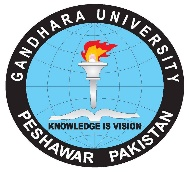 GANDHARA UNIVERSITY
KNOWLEDGE IS VISION
PESHAWAR PAKISTAN